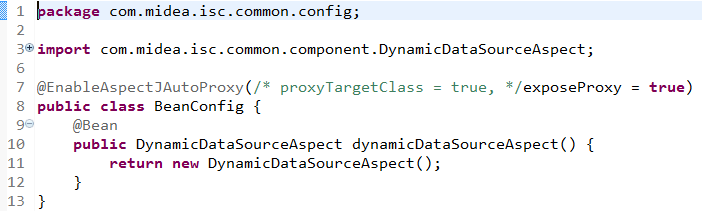 1 package com.midea.isc.common.config;
2
3 import com.midea.isc.common.component.DynamicDataSourceAspect;
6
7 @EnableAspectJAutoProxy(/* proxyTargetClass = true, */exposeProxy = true)
8 public class BeanConfig {
9     @Bean
10     public DynamicDataSourceAspect dynamicDataSourceAspect() {
11         return new DynamicDataSourceAspect();
12     }
13 }